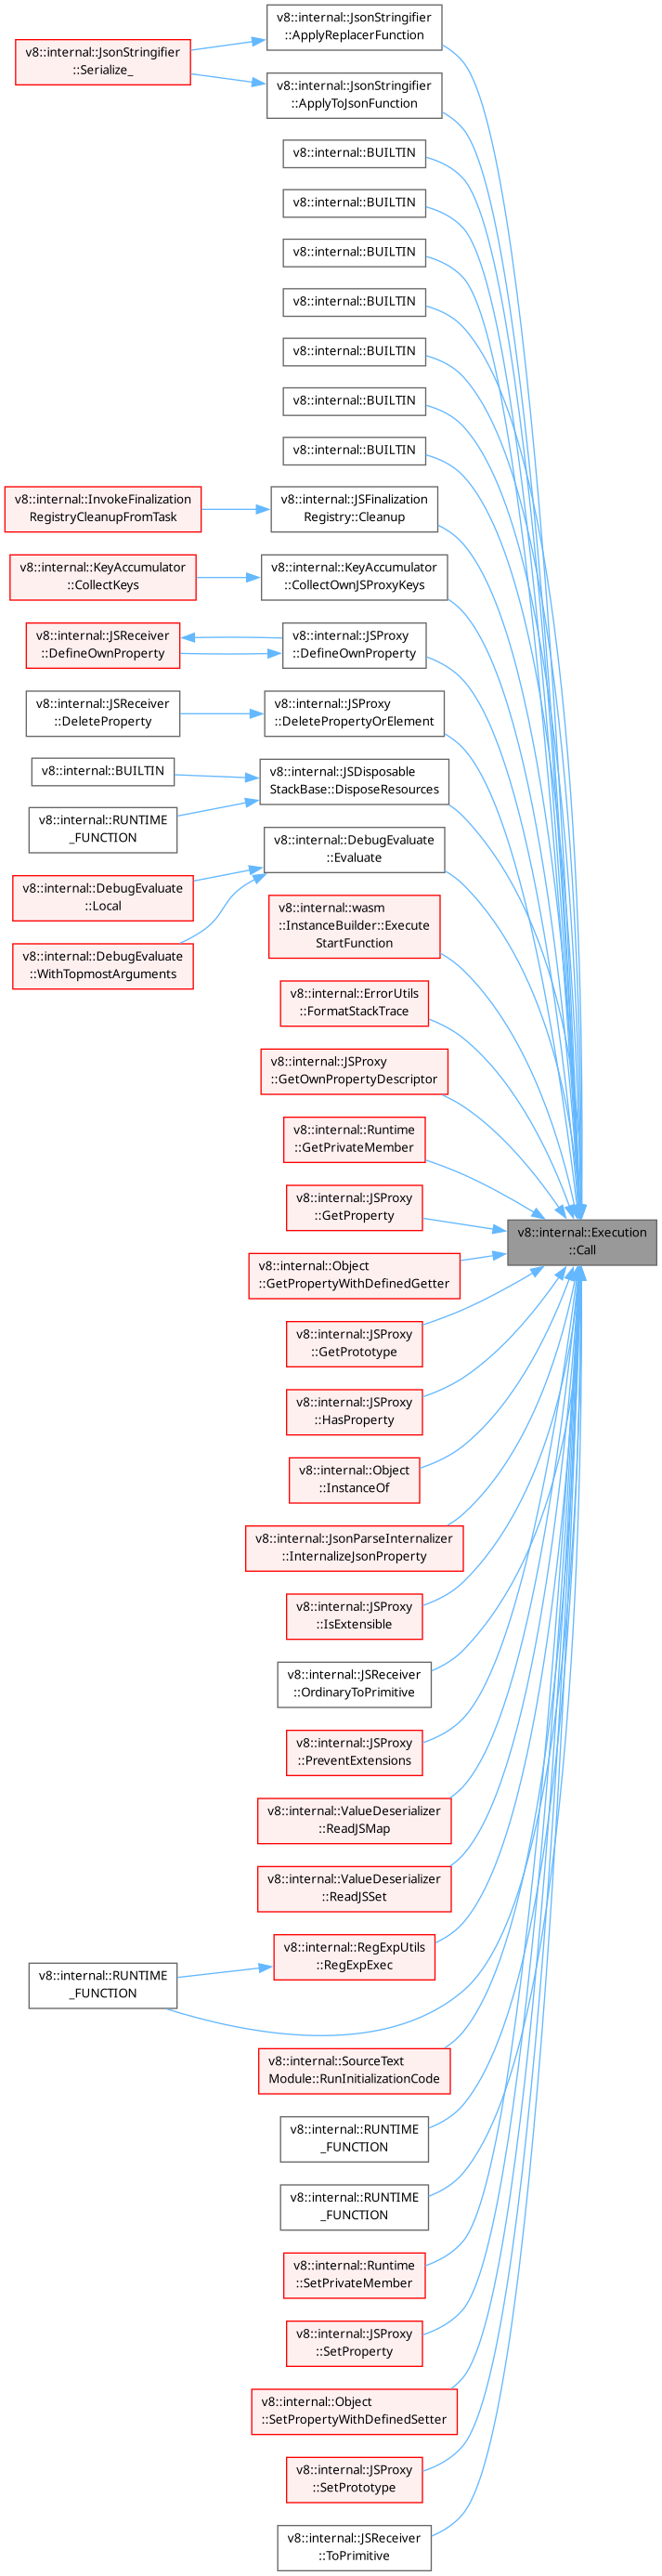 v8::internal::JsonStringifier
::ApplyReplacerFunction
v8::internal::JsonStringifier
::Serialize_
v8::internal::JsonStringifier
::ApplyToJsonFunction
v8::internal::BUILTIN
v8::internal::BUILTIN
v8::internal::BUILTIN
v8::internal::BUILTIN
v8::internal::BUILTIN
v8::internal::BUILTIN
v8::internal::BUILTIN
v8::internal::InvokeFinalization
RegistryCleanupFromTask
v8::internal::JSFinalization
Registry::Cleanup
v8::internal::KeyAccumulator
::CollectKeys
v8::internal::KeyAccumulator
::CollectOwnJSProxyKeys
v8::internal::JSReceiver
::DefineOwnProperty
v8::internal::JSProxy
::DefineOwnProperty
v8::internal::JSReceiver
::DeleteProperty
v8::internal::JSProxy
::DeletePropertyOrElement
v8::internal::BUILTIN
v8::internal::JSDisposable
StackBase::DisposeResources
v8::internal::RUNTIME
_FUNCTION
v8::internal::DebugEvaluate
::Evaluate
v8::internal::DebugEvaluate
::Local
v8::internal::wasm
::InstanceBuilder::Execute
StartFunction
v8::internal::DebugEvaluate
::WithTopmostArguments
v8::internal::ErrorUtils
::FormatStackTrace
v8::internal::JSProxy
::GetOwnPropertyDescriptor
v8::internal::Runtime
::GetPrivateMember
v8::internal::JSProxy
::GetProperty
v8::internal::Execution
::Call
v8::internal::Object
::GetPropertyWithDefinedGetter
v8::internal::JSProxy
::GetPrototype
v8::internal::JSProxy
::HasProperty
v8::internal::Object
::InstanceOf
v8::internal::JsonParseInternalizer
::InternalizeJsonProperty
v8::internal::JSProxy
::IsExtensible
v8::internal::JSReceiver
::OrdinaryToPrimitive
v8::internal::JSProxy
::PreventExtensions
v8::internal::ValueDeserializer
::ReadJSMap
v8::internal::ValueDeserializer
::ReadJSSet
v8::internal::RegExpUtils
::RegExpExec
v8::internal::RUNTIME
_FUNCTION
v8::internal::SourceText
Module::RunInitializationCode
v8::internal::RUNTIME
_FUNCTION
v8::internal::RUNTIME
_FUNCTION
v8::internal::Runtime
::SetPrivateMember
v8::internal::JSProxy
::SetProperty
v8::internal::Object
::SetPropertyWithDefinedSetter
v8::internal::JSProxy
::SetPrototype
v8::internal::JSReceiver
::ToPrimitive